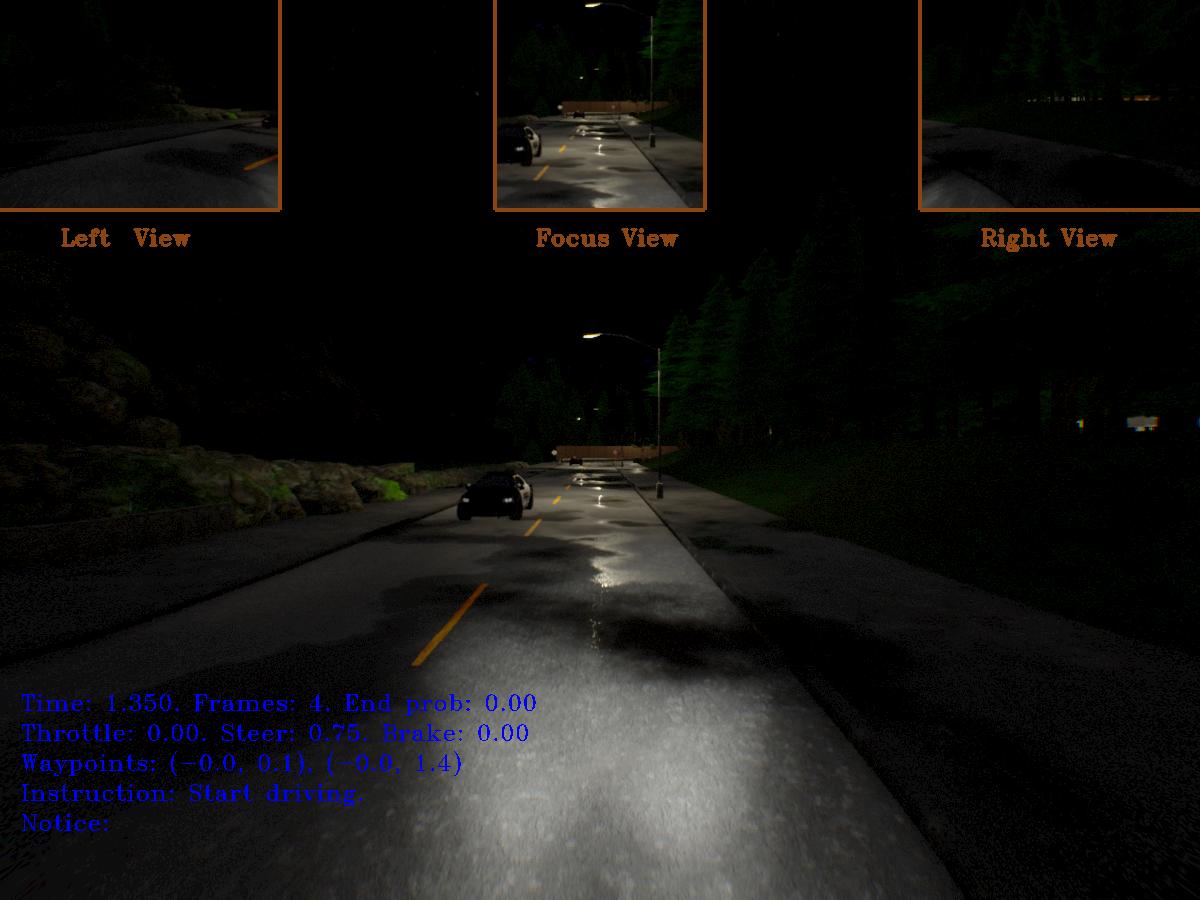 Left View
Focus View
Right View
Time: 1.350. Frames: 4. End prob: 0.00
Throttle: 0.00. Steer: 0.75. Brake: 0.00
Waypoints: (-0.0, 0.1), (-0.0, 1.4)
Instruction: Start driving.
Notice: